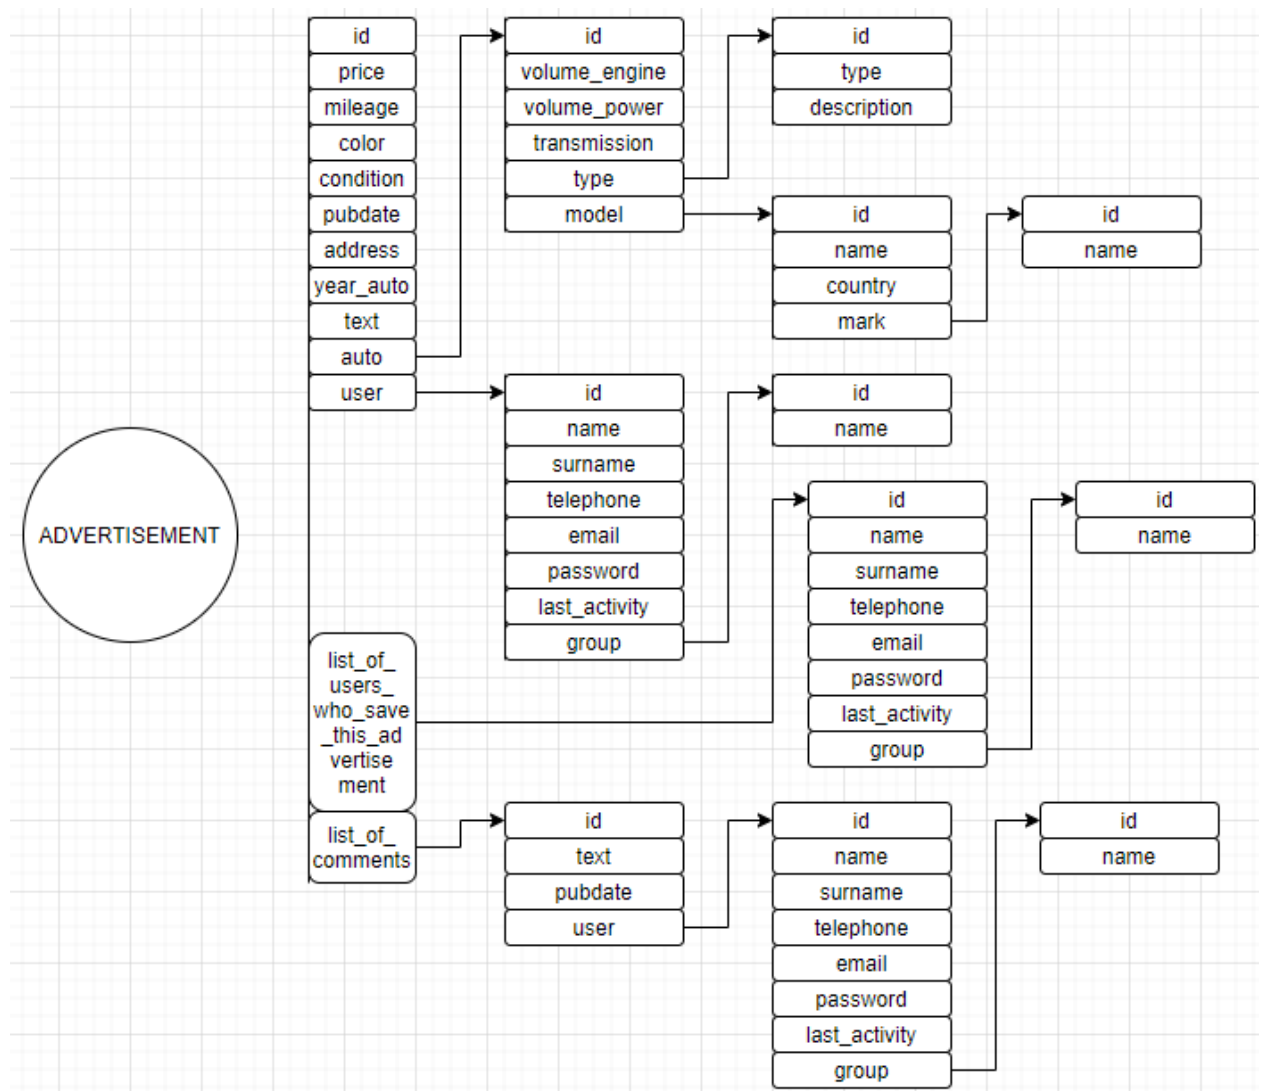 ADVERTISEMENT
id
price
mileage
color
condition
pubdate
address
year_auto
text
auto
user
list_of_
users_
who_save
_this_ad
vertise
ment
list_of_
comments
id
volume_engine
volume_power
transmission
type
model
id
type
description
id
name
country
mark
id
name
id
name
surname
telephone
email
password
last_activity
group
id
name
id
name
surname
telephone
email
password
last_activity
group
id
name
id
text
pubdate
user
id
name
surname
telephone
email
password
last_activity
group
id
name